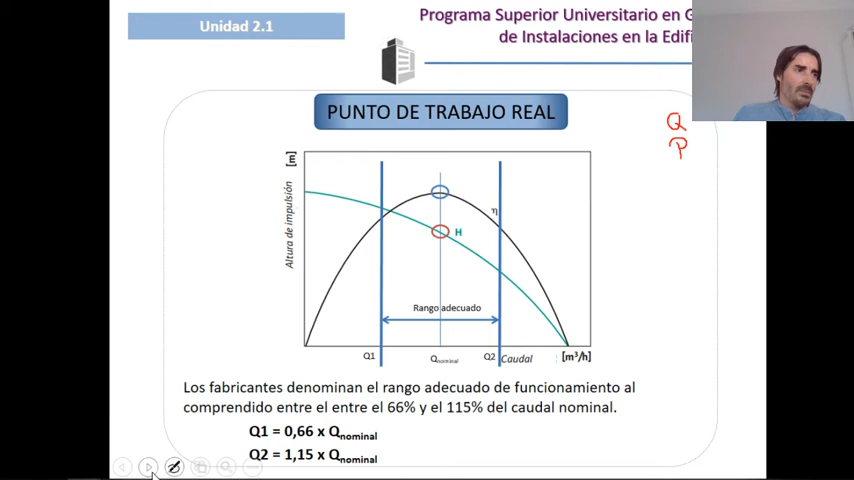 Unidad 2.1
Programa Superior Universitario en G
de Instalaciones en la Edifi
PUNTO DE TRABAJO REAL
Q
P
[m]
Altura de impulsión
η
H
Rango adecuado
Q1
Qnominal
Q2
Caudal
[m³/h]
Los fabricantes denominan el rango adecuado de funcionamiento al
comprendido entre el entre el 66% y el 115% del caudal nominal.
Q1 = 0,66 x Qnominal
Q2 = 1,15 x Qnominal